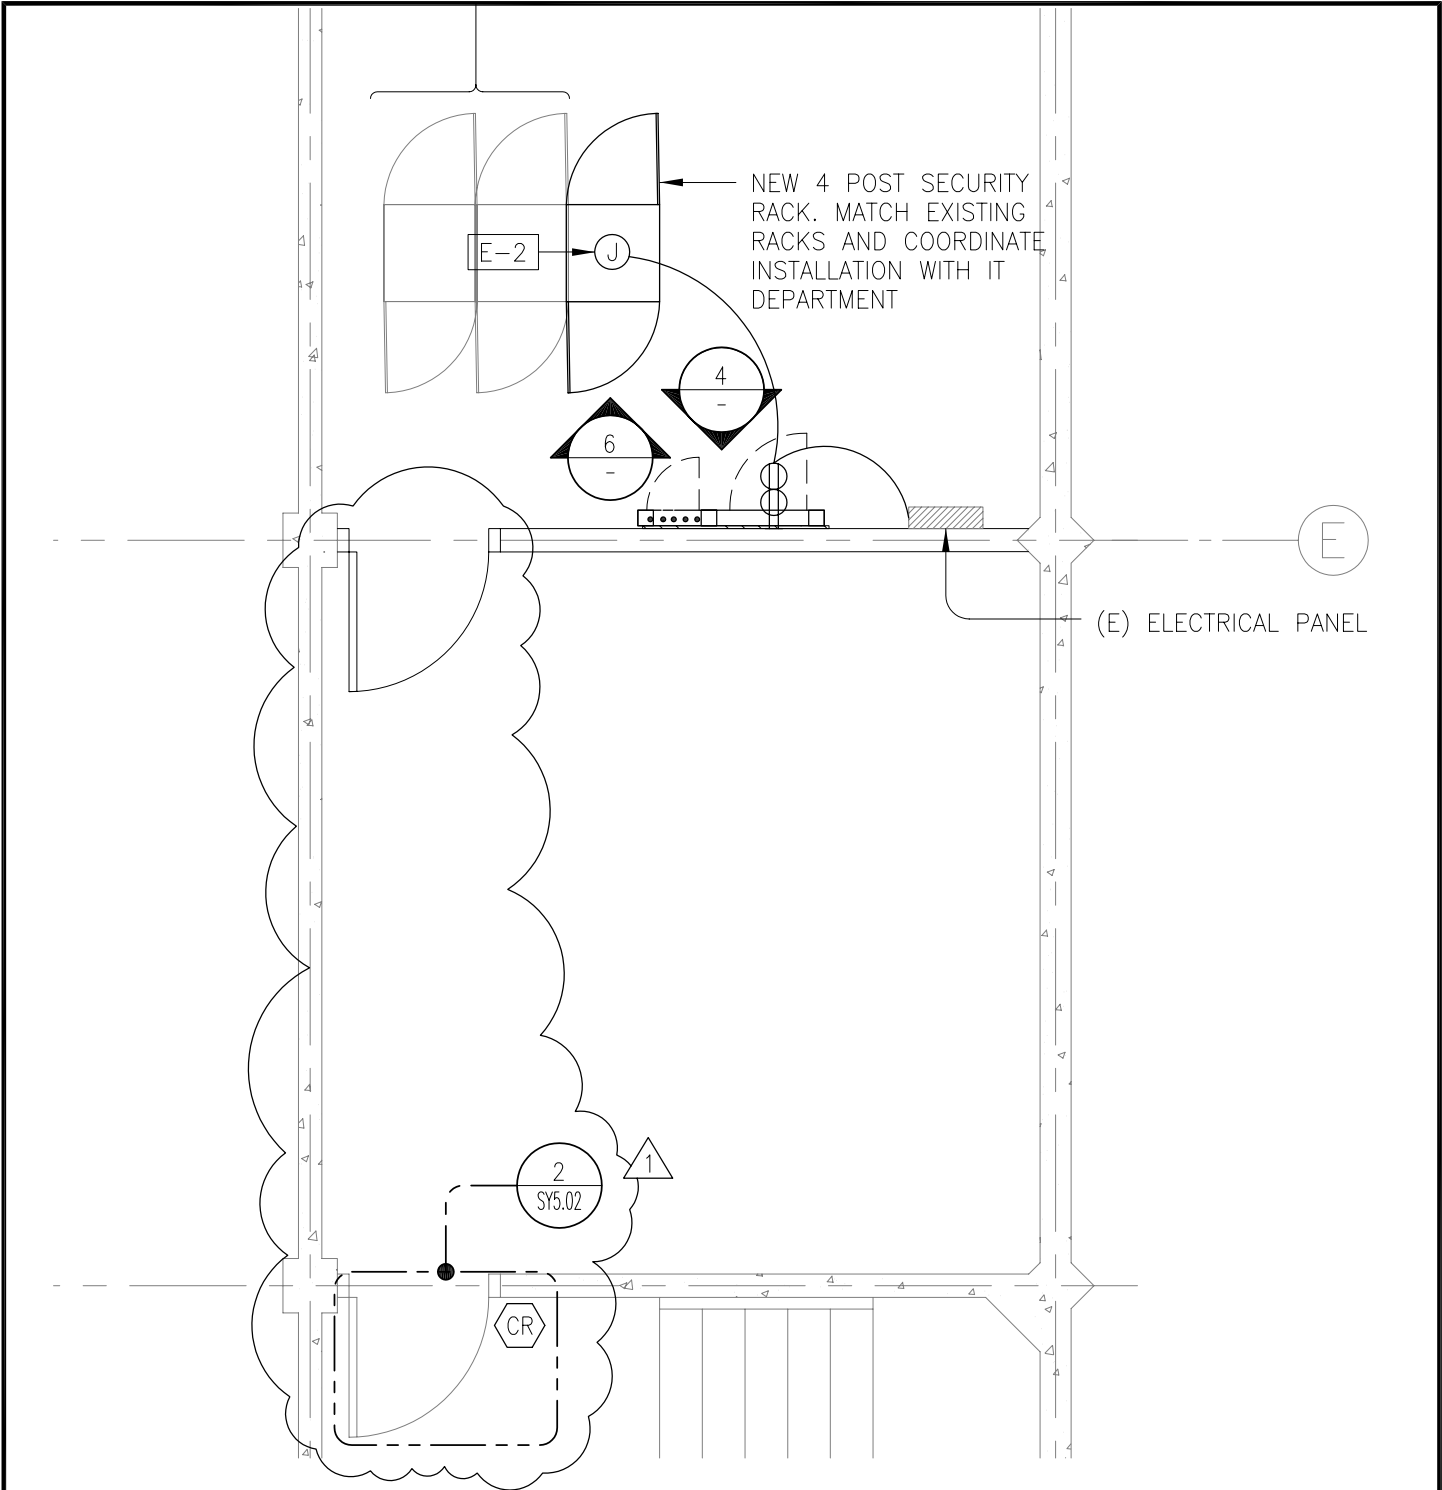 NEW 4 POST SECURITY
RACK. MATCH EXISTING
RACKS AND COORDINATE
INSTALLATION WITH IT
DEPARTMENT
E-2
J
4
-
6
-
E
(E) ELECTRICAL PANEL
1
2
SY5.02
CR